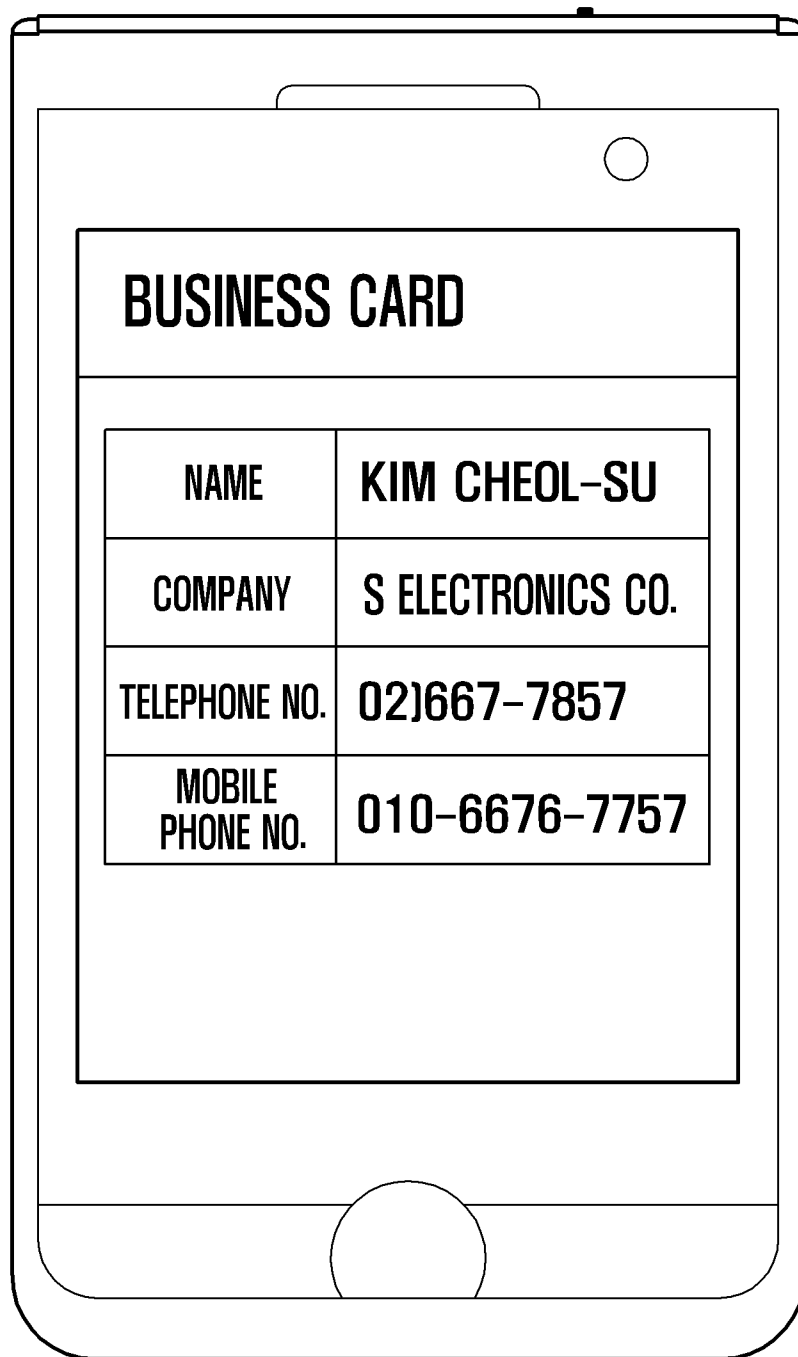 BUSINESS CARD
NAME KIM CHEOL-SU
COMPANY S ELECTRONICS CO.
TELEPHONE NO. 02)667-7857
MOBILE
PHONE NO. 010-6676-7757